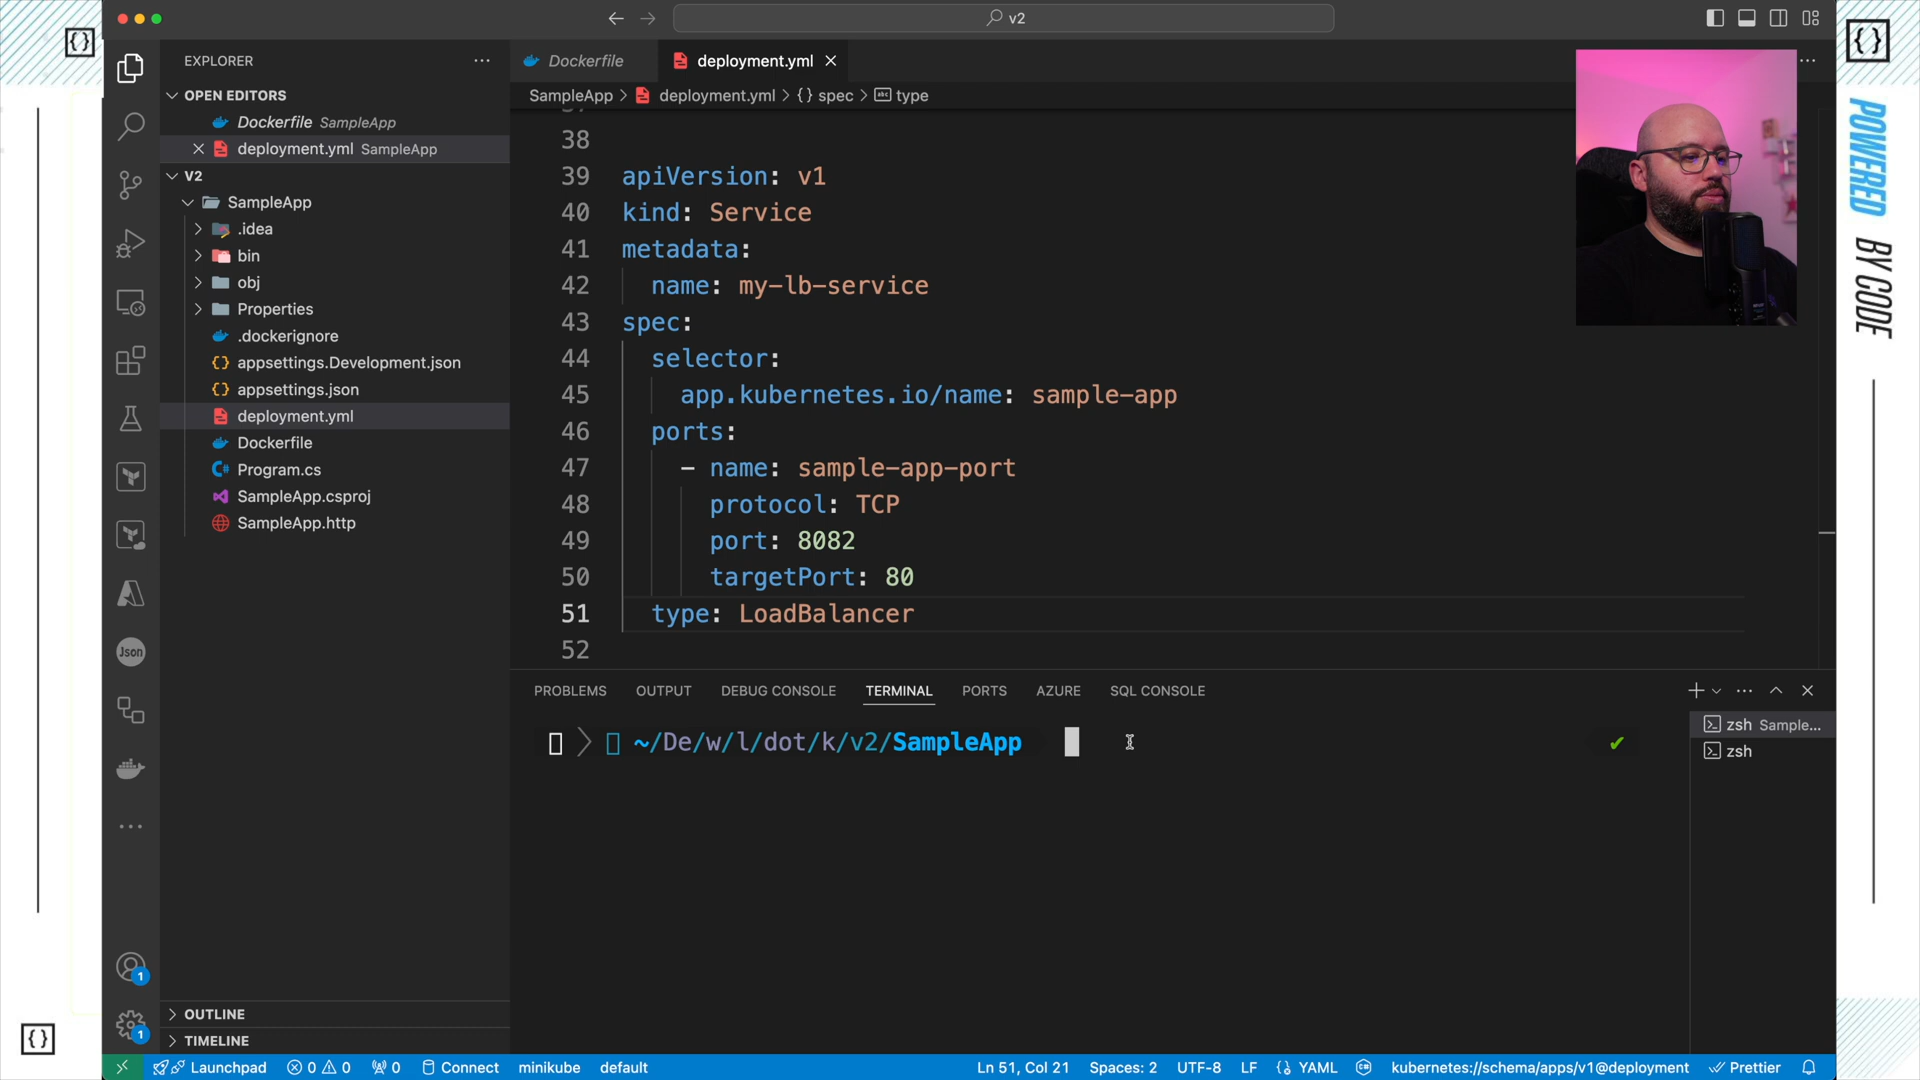 v2
EXPLORER
OPEN EDITORS
Dockerfile SampleApp
deployment.yml SampleApp
V2
SampleApp
.idea
bin
obj
Properties
.dockerignore
appsettings.Development.json
appsettings.json
deployment.yml
Dockerfile
Program.cs
SampleApp.csproj
SampleApp.http
OUTLINE
TIMELINE
Dockerfile
deployment.yml
SampleApp > deployment.yml > {} spec > abc type
38
39 apiVersion: v1
40 kind: Service
41 metadata:
42 name: my-lb-service
43 spec:
44 selector:
45 app.kubernetes.io/name: sample-app
46 ports:
47 - name: sample-app-port
48 protocol: TCP
49 port: 8082
50 targetPort: 80
51 type: LoadBalancer
52
PROBLEMS OUTPUT DEBUG CONSOLE TERMINAL PORTS AZURE SQL CONSOLE
~/De/w/l/dot/k/v2/SampleApp
zsh Sample...
zsh
Json
1
1
Launchpad 0 0 0 Connect minikube default Ln 51, Col 21 Spaces: 2 UTF-8 LF YAML kubernetes://schema/apps/v1@deployment Prettier
{}
{}
{}
POWERED BY CODE